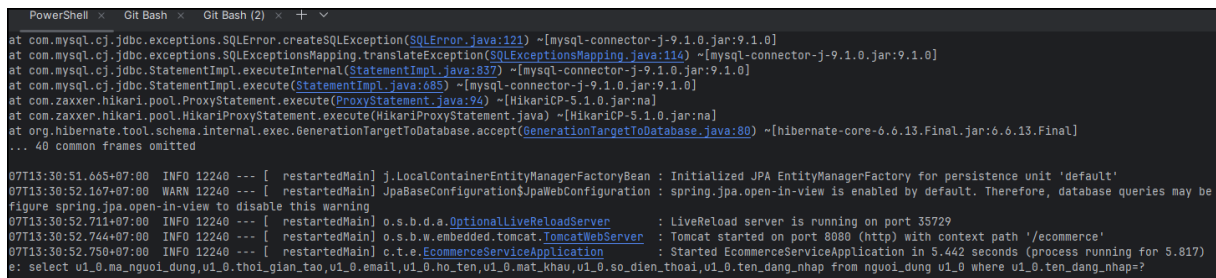 PowerShell × Git Bash × Git Bash (2) × + ∨
at com.mysql.cj.jdbc.exceptions.SQLError.createSQLException(SQLError.java:121) ~[mysql-connector-j-9.1.0.jar:9.1.0]
at com.mysql.cj.jdbc.exceptions.SQLExceptionsMapping.translateException(SQLExceptionsMapping.java:114) ~[mysql-connector-j-9.1.0.jar:9.1.0]
at com.mysql.cj.jdbc.StatementImpl.executeInternal(StatementImpl.java:837) ~[mysql-connector-j-9.1.0.jar:9.1.0]
at com.mysql.cj.jdbc.StatementImpl.execute(StatementImpl.java:685) ~[mysql-connector-j-9.1.0.jar:9.1.0]
at com.zaxxer.hikari.pool.ProxyStatement.execute(ProxyStatement.java:94) ~[HikariCP-5.1.0.jar:na]
at com.zaxxer.hikari.pool.HikariProxyStatement.execute(HikariProxyStatement.java) ~[HikariCP-5.1.0.jar:na]
at org.hibernate.tool.schema.internal.exec.GenerationTargetToDatabase.accept(GenerationTargetToDatabase.java:80) ~[hibernate-core-6.6.13.Final.jar:6.6.13.Final]
... 40 common frames omitted
07T13:30:51.665+07:00 INFO 12240 --- [ restartedMain] j.LocalContainerEntityManagerFactoryBean : Initialized JPA EntityManagerFactory for persistence unit 'default'
07T13:30:52.167+07:00 WARN 12240 --- [ restartedMain] JpaBaseConfiguration$JpaWebConfiguration : spring.jpa.open-in-view is enabled by default. Therefore, database queries may be
figure spring.jpa.open-in-view to disable this warning
07T13:30:52.711+07:00 INFO 12240 --- [ restartedMain] o.s.b.d.a.OptionalLiveReloadServer : LiveReload server is running on port 35729
07T13:30:52.744+07:00 INFO 12240 --- [ restartedMain] o.s.b.w.embedded.tomcat.TomcatWebServer : Tomcat started on port 8080 (http) with context path '/ecommerce'
07T13:30:52.750+07:00 INFO 12240 --- [ restartedMain] c.t.e.EcommerceServiceApplication : Started EcommerceServiceApplication in 5.442 seconds (process running for 5.817)
e: select u1_0.ma_nguoi_dung,u1_0.thoi_gian_tao,u1_0.email,u1_0.ho_ten,u1_0.mat_khau,u1_0.so_dien_thoai,u1_0.ten_dang_nhap from nguoi_dung u1_0 where u1_0.ten_dang_nhap=?